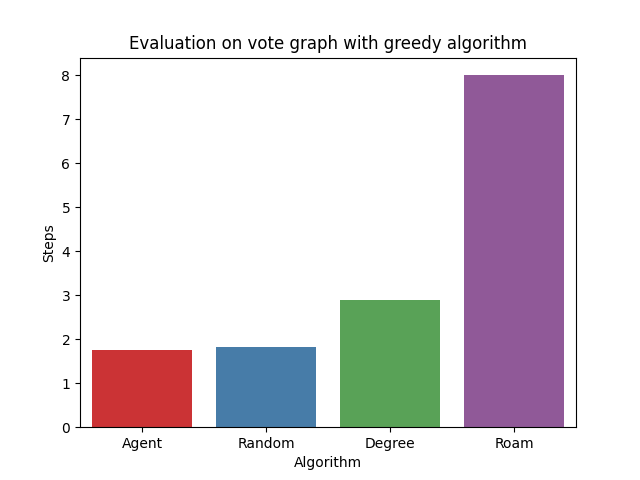 Evaluation on vote graph with greedy algorithm
8
7
6
5
4
3
2
1
0
Steps
Agent Random Degree Roam
Algorithm